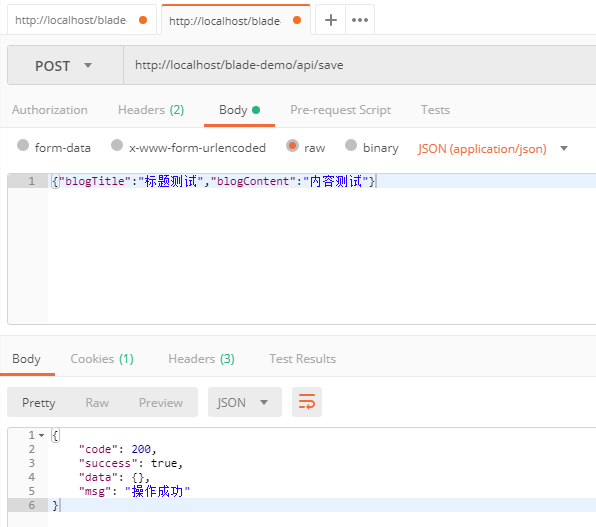 http://localhost/blade
http://localhost/blade-
POST
http://localhost/blade-demo/api/save
Authorization Headers (2) Body Pre-request Script Tests
form-data x-www-form-urlencoded raw binary JSON (application/json)
1 {"blogTitle":"标题测试","blogContent":"内容测试"}
Body Cookies (1) Headers (3) Test Results
Pretty Raw Preview JSON
1 {
2 "code": 200,
3 "success": true,
4 "data": {},
5 "msg": "操作成功"
6 }